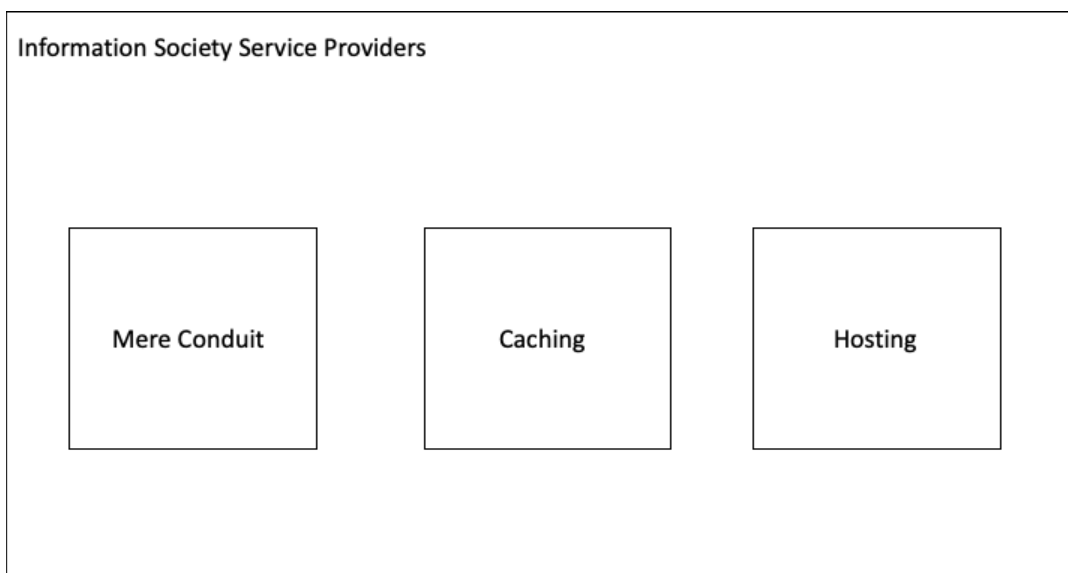 Information Society Service Providers
Mere Conduit
Caching
Hosting